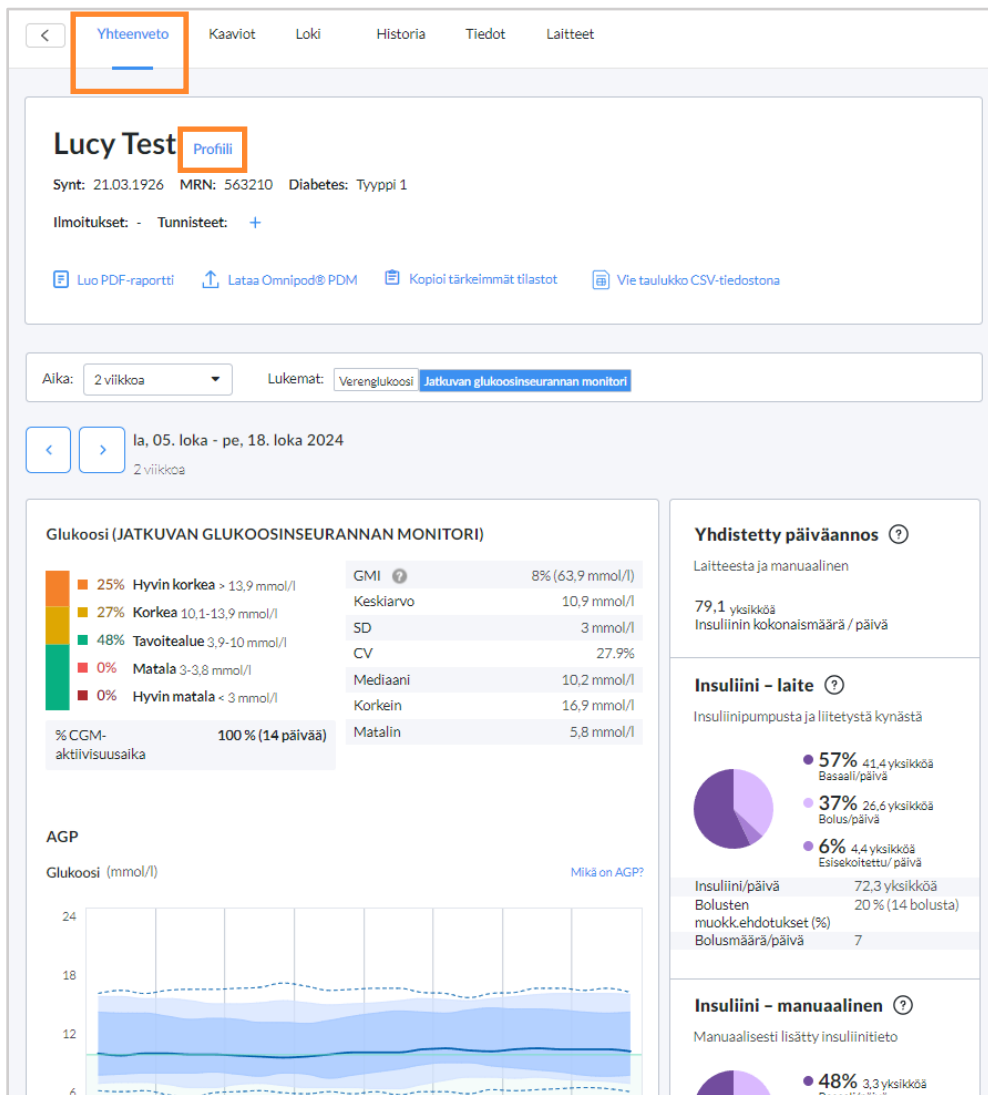 Yhteenveto Kaaviot Loki Historia Tiedot Laitteet
Lucy Test Profiili
Synt: 21.03.1926 MRN: 563210 Diabetes: Tyyppi 1
Ilmoitukset: - Tunnisteet: +
Luo PDF-raportti Lataa Omnipod® PDM Kopioi tärkeimmät tilastot Vie taulukko CSV-tiedostona
Aika: 2 viikkoa Lukemat: Verenglukoosi Jatkuvan glukoosinseurannan monitori
la, 05. loka - pe, 18. loka 2024
2 viikkoa
Glukoosi (JATKUVAN GLUKOOSINSEURANNAN MONITORI)
25% Hyvin korkea > 13,9 mmol/l
27% Korkea 10,1-13,9 mmol/l
48% Tavoitealue 3,9-10 mmol/l
0% Matala 3-3,8 mmol/l
0% Hyvin matala < 3 mmol/l
% CGM-
aktiivisuusaika
100 % (14 päivää)
GMI ? 8% (63,9 mmol/l)
Keskiarvo 10,9 mmol/l
SD 3 mmol/l
CV 27.9%
Mediaani 10,2 mmol/l
Korkein 16,9 mmol/l
Matalin 5,8 mmol/l
AGP
Glukoosi (mmol/l) Mikä on AGP?
24
18
12
6
Yhdistetty päiväannos ?
Laitteesta ja manuaalinen
79,1 yksikköä
Insuliinin kokonaismäärä / päivä
Insuliini – laite ?
Insuliinipumpusta ja liitetystä kynästä
57% 41,4 yksikköä
Basaali/päivä
37% 26,6 yksikköä
Bolus/päivä
6% 4,4 yksikköä
Esisekoitettu/ päivä
Insuliini/päivä 72,3 yksikköä
Bolusten 20 % (14 bolusta)
muokk.ehdotukset (%)
Bolusmäärä/päivä 7
Insuliini – manuaalinen ?
Manuaalisesti lisätty insuliinitieto
48% 3,3 yksikköä